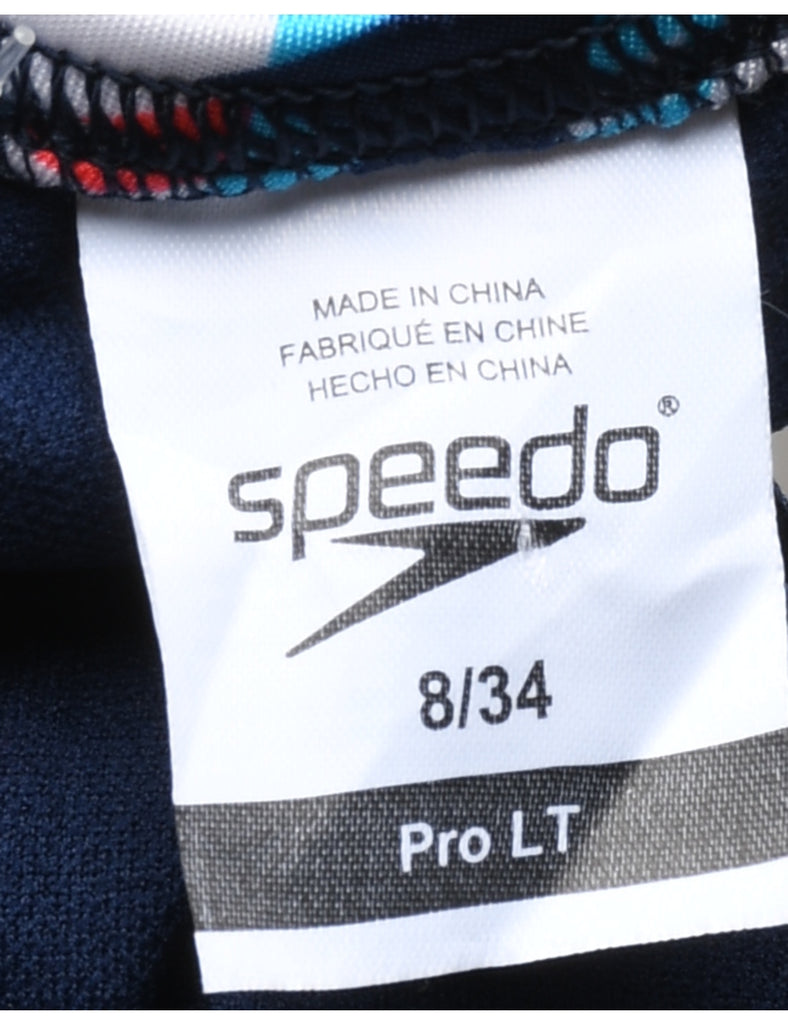 MADE IN CHINA
FABRIQUÉ EN CHINE
HECHO EN CHINA
speedo®
8/34
Pro LT